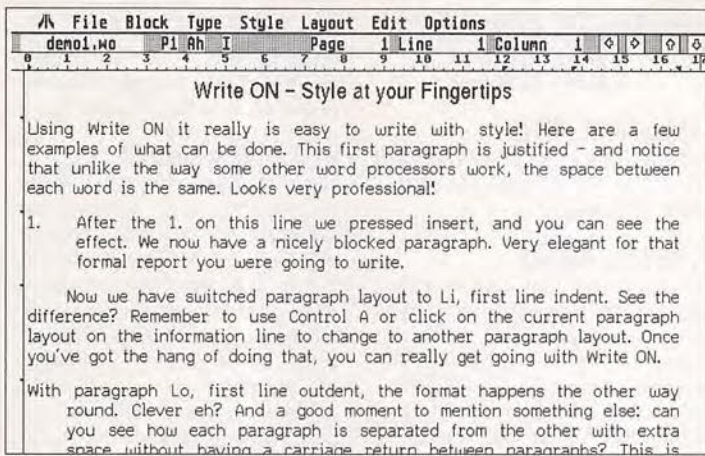 File Block Type Style Layout Edit Options
demo1.wo P1 Ah I Page 1 Line 1 Column 1
0 1 2 3 4 5 6 7 8 9 10 11 12 13 14 15 16 17
Write ON – Style at your Fingertips
Using Write ON it really is easy to write with style! Here are a few
examples of what can be done. This first paragraph is justified - and notice
that unlike the way some other word processors work, the space between
each word is the same. Looks very professional!
1. After the 1. on this line we pressed insert, and you can see the
effect. We now have a nicely blocked paragraph. Very elegant for that
formal report you were going to write.
Now we have switched paragraph layout to Li, first line indent. See the
difference? Remember to use Control A or click on the current paragraph
layout on the information line to change to another paragraph layout. Once
you've got the hang of doing that, you can really get going with Write ON.
With paragraph Lo, first line outdent, the format happens the other way
round. Clever eh? And a good moment to mention something else: can
you see how each paragraph is separated from the other with extra
space without having a carriage return between paragraphs? This is